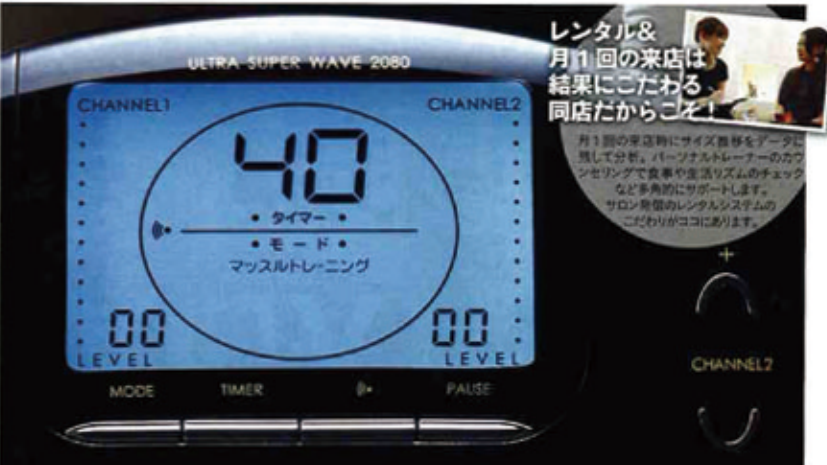 レンタル&
月1回の来店は
結果にこだわる
同店だからこそ!
月1回の来店時にサイズ推移をデータに
残して分析。パーソナルトレーナーのカウ
ンセリングで食事や生活リズムのチェック
など多角的にサポートします。
サロン発信のレンタルシステムの
こだわりがココにあります。
ULTRA SUPER WAVE 2080
CHANNEL1
CHANNEL2
40
• タイマー •
• モード •
マッスルトレーニング
00
00
LEVEL
LEVEL
MODE
TIMER
PAUSE
+
CHANNEL2